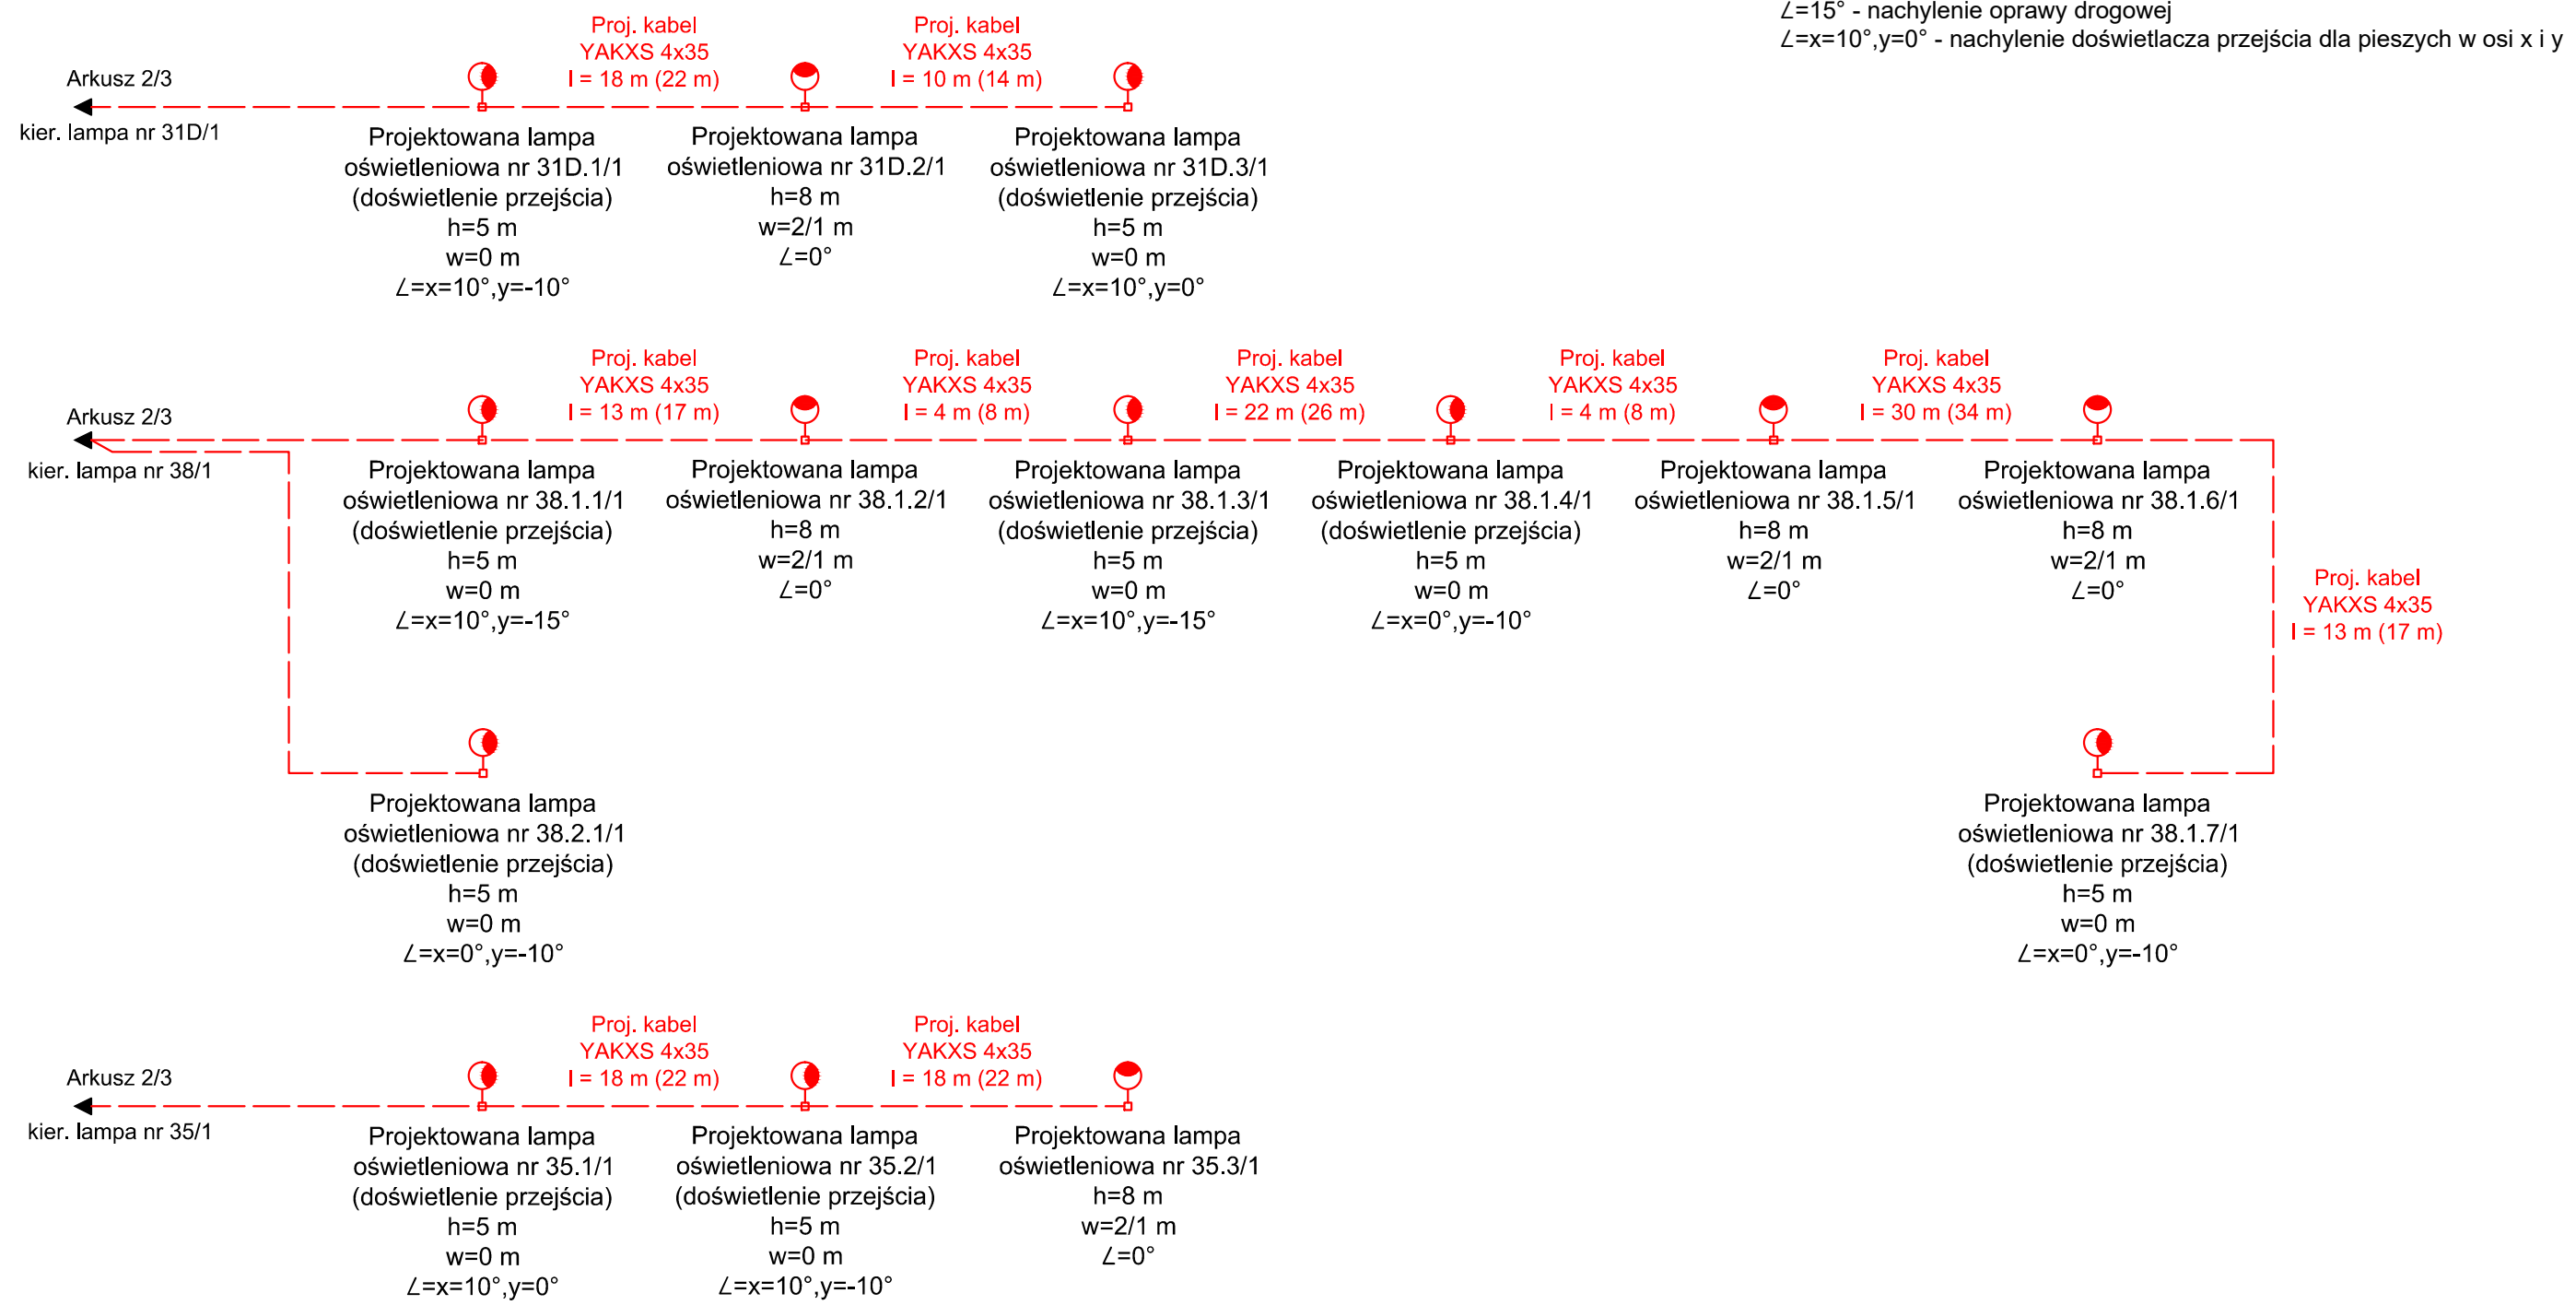 ∠=15° - nachylenie oprawy drogowej
∠=x=10°,y=0° - nachylenie doświetlacza przejścia dla pieszych w osi x i y
Arkusz 2/3
kier. lampa nr 31D/1
Proj. kabel
YAKXS 4x35
l = 18 m (22 m)
Proj. kabel
YAKXS 4x35
l = 10 m (14 m)
Projektowana lampa
oświetleniowa nr 31D.1/1
(doświetlenie przejścia)
h=5 m
w=0 m
∠=x=10°,y=-10°
Projektowana lampa
oświetleniowa nr 31D.2/1
h=8 m
w=2/1 m
∠=0°
Projektowana lampa
oświetleniowa nr 31D.3/1
(doświetlenie przejścia)
h=5 m
w=0 m
∠=x=10°,y=0°
Arkusz 2/3
kier. lampa nr 38/1
Proj. kabel
YAKXS 4x35
l = 13 m (17 m)
Proj. kabel
YAKXS 4x35
l = 4 m (8 m)
Proj. kabel
YAKXS 4x35
l = 22 m (26 m)
Proj. kabel
YAKXS 4x35
l = 4 m (8 m)
Proj. kabel
YAKXS 4x35
l = 30 m (34 m)
Projektowana lampa
oświetleniowa nr 38.1.1/1
(doświetlenie przejścia)
h=5 m
w=0 m
∠=x=10°,y=-15°
Projektowana lampa
oświetleniowa nr 38.1.2/1
h=8 m
w=2/1 m
∠=0°
Projektowana lampa
oświetleniowa nr 38.1.3/1
(doświetlenie przejścia)
h=5 m
w=0 m
∠=x=10°,y=-15°
Projektowana lampa
oświetleniowa nr 38.1.4/1
(doświetlenie przejścia)
h=5 m
w=0 m
∠=x=0°,y=-10°
Projektowana lampa
oświetleniowa nr 38.1.5/1
h=8 m
w=2/1 m
∠=0°
Projektowana lampa
oświetleniowa nr 38.1.6/1
h=8 m
w=2/1 m
∠=0°
Proj. kabel
YAKXS 4x35
l = 13 m (17 m)
Projektowana lampa
oświetleniowa nr 38.2.1/1
(doświetlenie przejścia)
h=5 m
w=0 m
∠=x=0°,y=-10°
Projektowana lampa
oświetleniowa nr 38.1.7/1
(doświetlenie przejścia)
h=5 m
w=0 m
∠=x=0°,y=-10°
Arkusz 2/3
kier. lampa nr 35/1
Proj. kabel
YAKXS 4x35
l = 18 m (22 m)
Proj. kabel
YAKXS 4x35
l = 18 m (22 m)
Projektowana lampa
oświetleniowa nr 35.1/1
(doświetlenie przejścia)
h=5 m
w=0 m
∠=x=10°,y=0°
Projektowana lampa
oświetleniowa nr 35.2/1
(doświetlenie przejścia)
h=5 m
w=0 m
∠=x=10°,y=-10°
Projektowana lampa
oświetleniowa nr 35.3/1
h=8 m
w=2/1 m
∠=0°